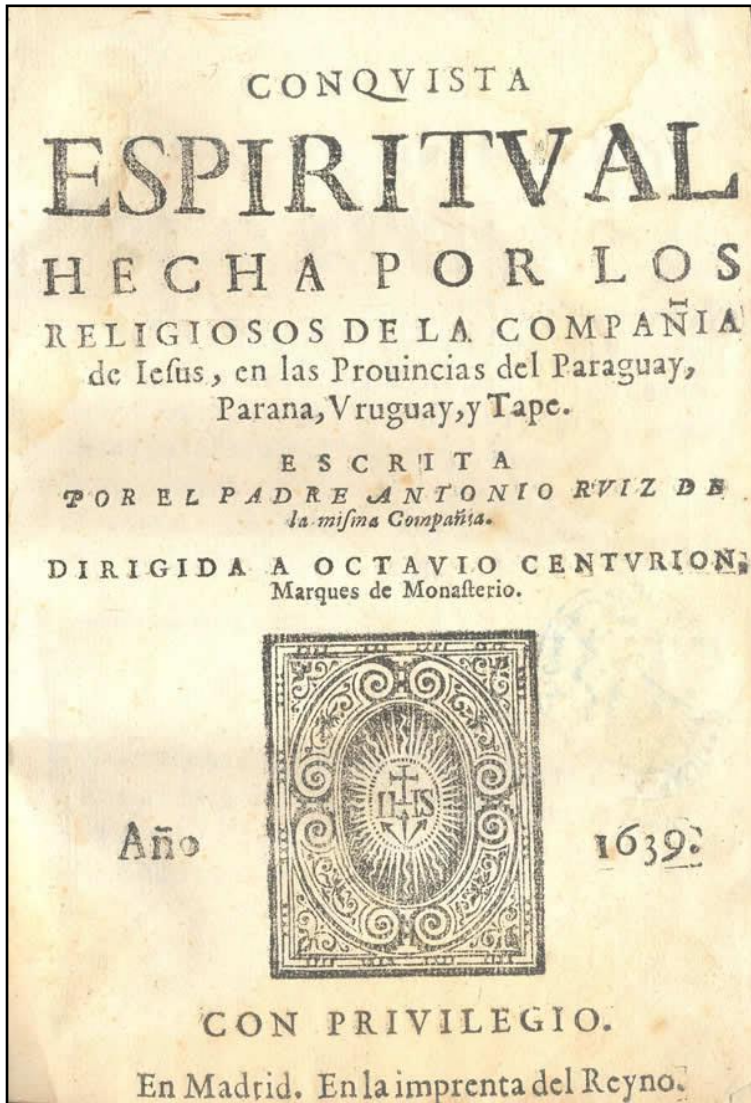 CONQVISTA
ESPIRITVAL
HECHA POR LOS
RELIGIOSOS DE LA COMPAÑIA
de Iesus, en las Prouincias del Paraguay,
Parana, Vruguay, y Tape.
ESCRITA
POR EL PADRE ANTONIO RVIZ DE
la misma Compañia.
DIRIGIDA A OCTAVIO CENTVRION,
Marques de Monasterio.
IHS
Año 1639.
CON PRIVILEGIO.
En Madrid. En la imprenta del Reyno.